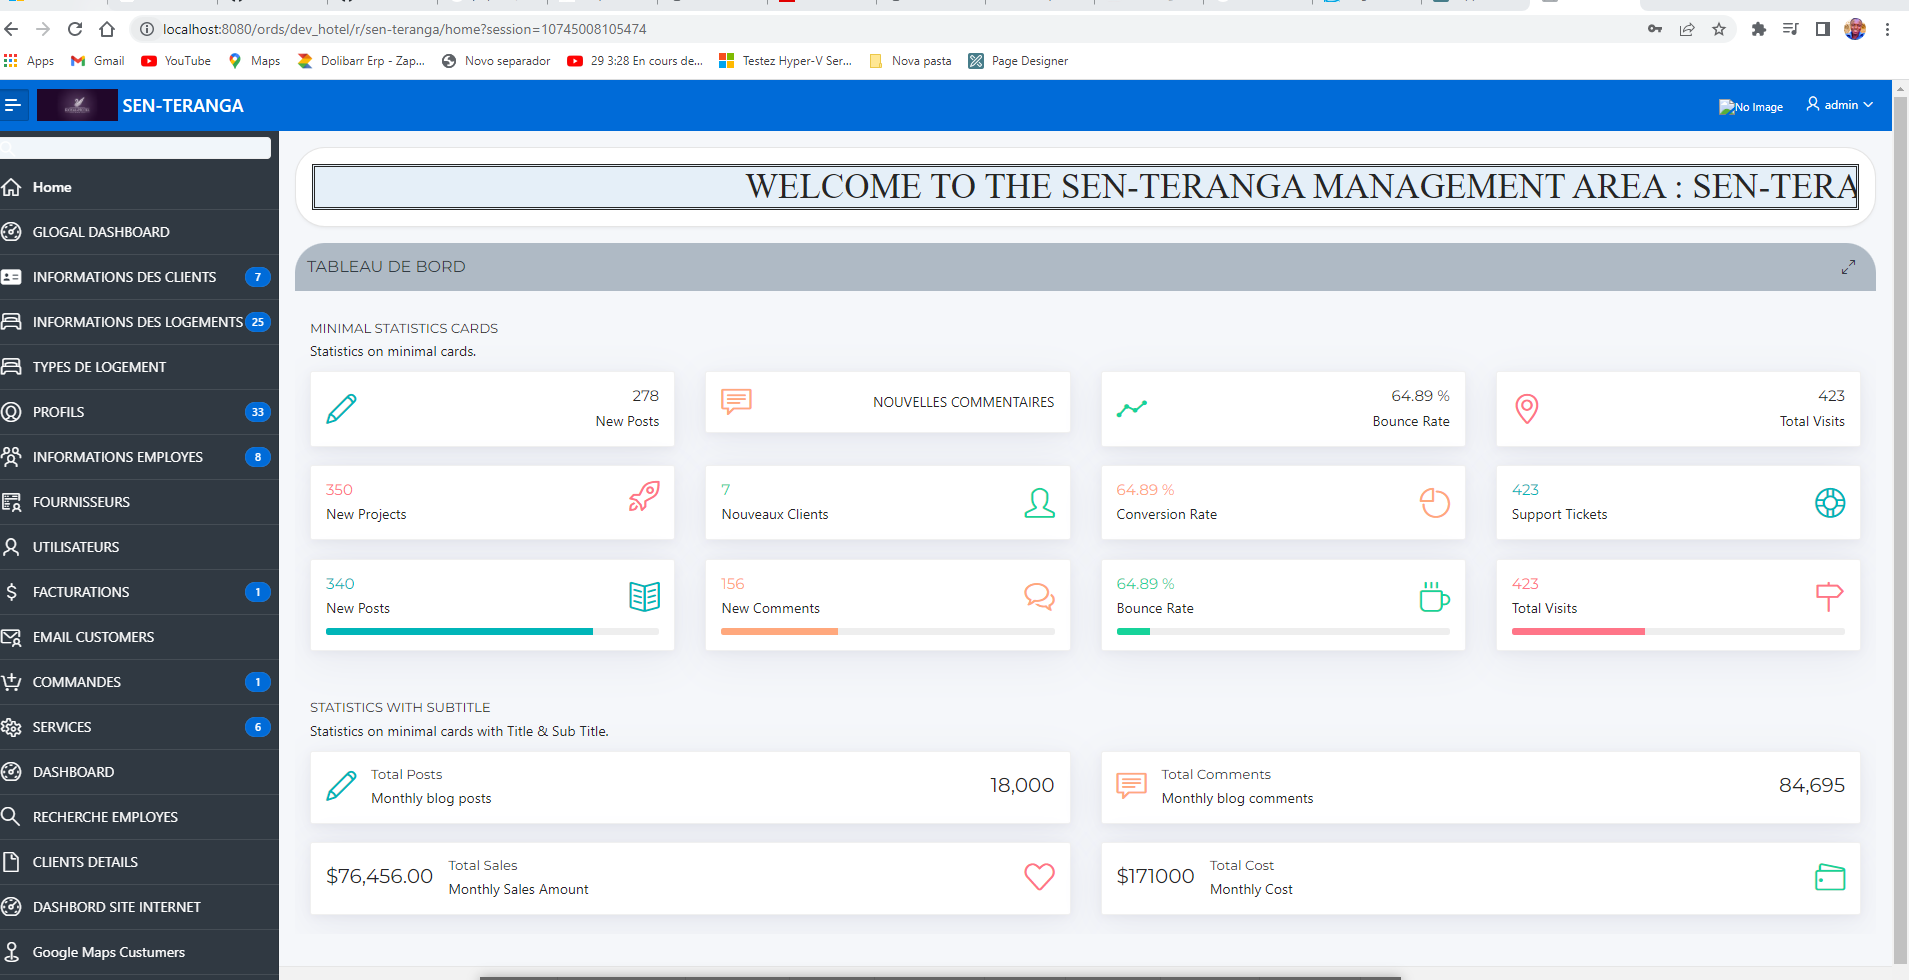 localhost:8080/ords/dev_hotel/r/sen-teranga/home?session=10745008105474
Apps Gmail YouTube Maps Dolibarr Erp - Zap... Novo separador 29 3:28 En cours de... Testez Hyper-V Ser... Nova pasta Page Designer
SEN-TERANGA
No Image
admin
Home
GLOGAL DASHBOARD
INFORMATIONS DES CLIENTS 7
INFORMATIONS DES LOGEMENTS 25
TYPES DE LOGEMENT
PROFILS 33
INFORMATIONS EMPLOYES 8
FOURNISSEURS
UTILISATEURS
FACTURATIONS 1
EMAIL CUSTOMERS
COMMANDES 1
SERVICES 6
DASHBOARD
RECHERCHE EMPLOYES
CLIENTS DETAILS
DASHBORD SITE INTERNET
Google Maps Custumers
WELCOME TO THE SEN-TERANGA MANAGEMENT AREA : SEN-TERA
TABLEAU DE BORD
MINIMAL STATISTICS CARDS
Statistics on minimal cards.
278
New Posts
NOUVELLES COMMENTAIRES
64.89 %
Bounce Rate
423
Total Visits
350
New Projects
7
Nouveaux Clients
64.89 %
Conversion Rate
423
Support Tickets
340
New Posts
156
New Comments
64.89 %
Bounce Rate
423
Total Visits
STATISTICS WITH SUBTITLE
Statistics on minimal cards with Title & Sub Title.
Total Posts
Monthly blog posts
18,000
Total Comments
Monthly blog comments
84,695
$76,456.00
Total Sales
Monthly Sales Amount
$171000
Total Cost
Monthly Cost